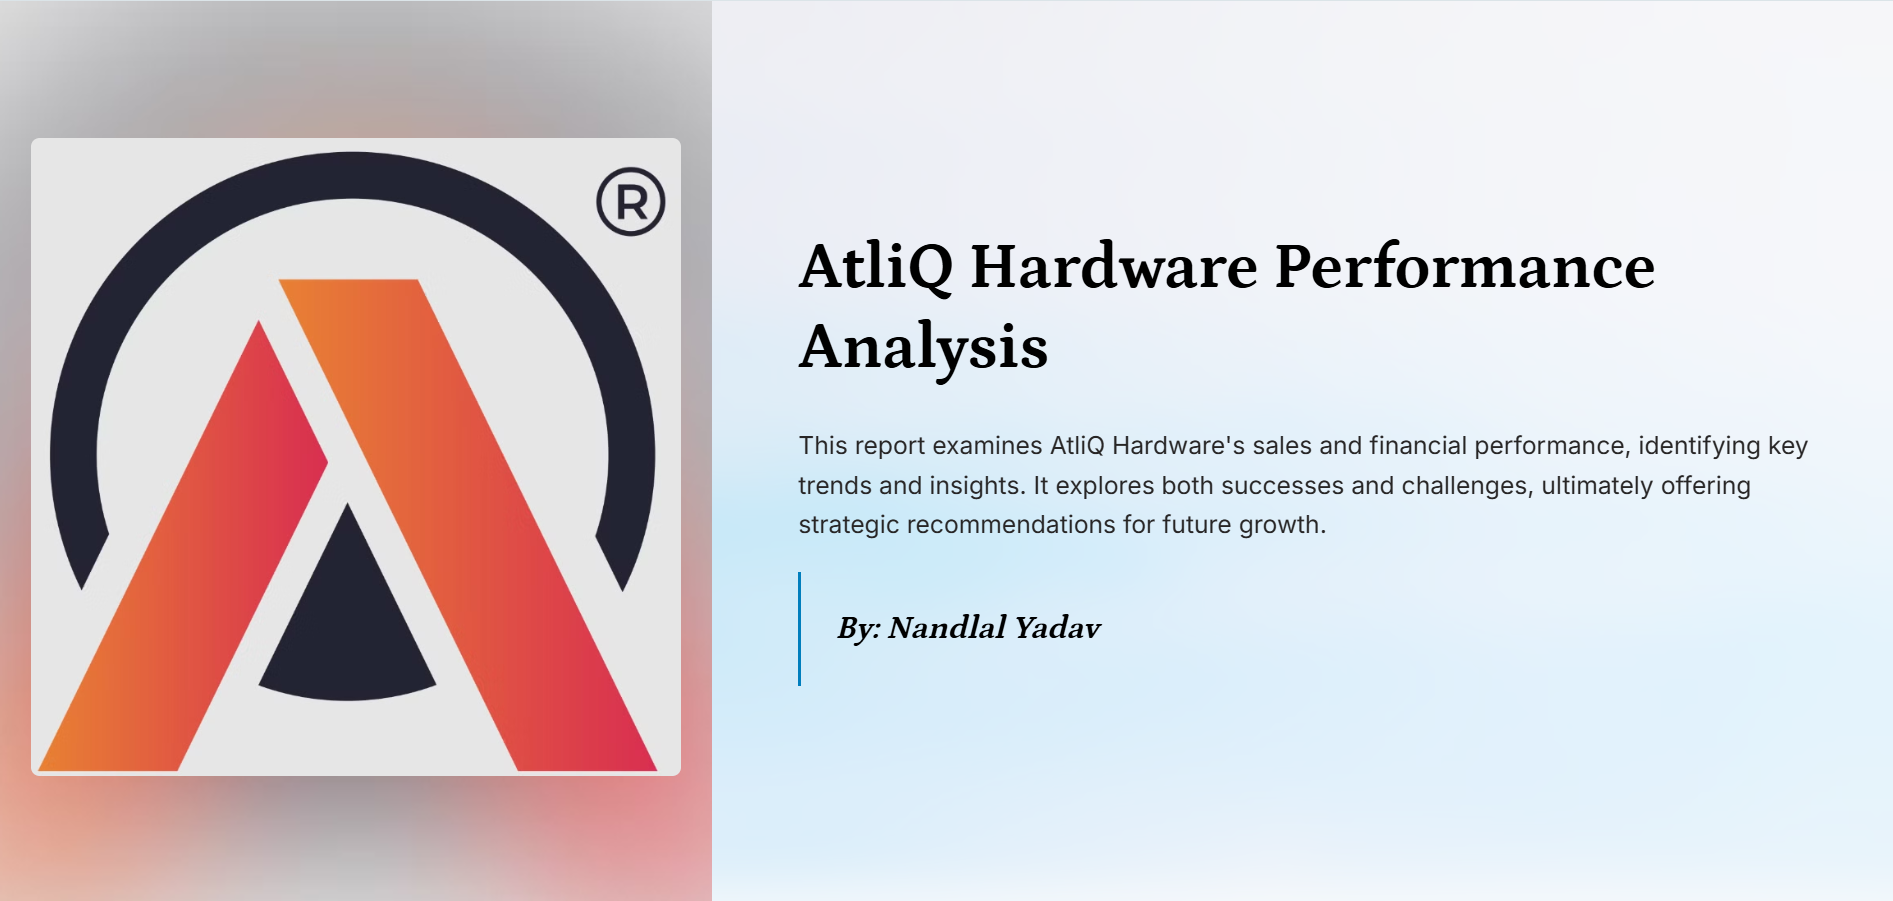 ®
AtliQ Hardware Performance
Analysis
This report examines AtliQ Hardware's sales and financial performance, identifying key
trends and insights. It explores both successes and challenges, ultimately offering
strategic recommendations for future growth.
By: Nandlal Yadav